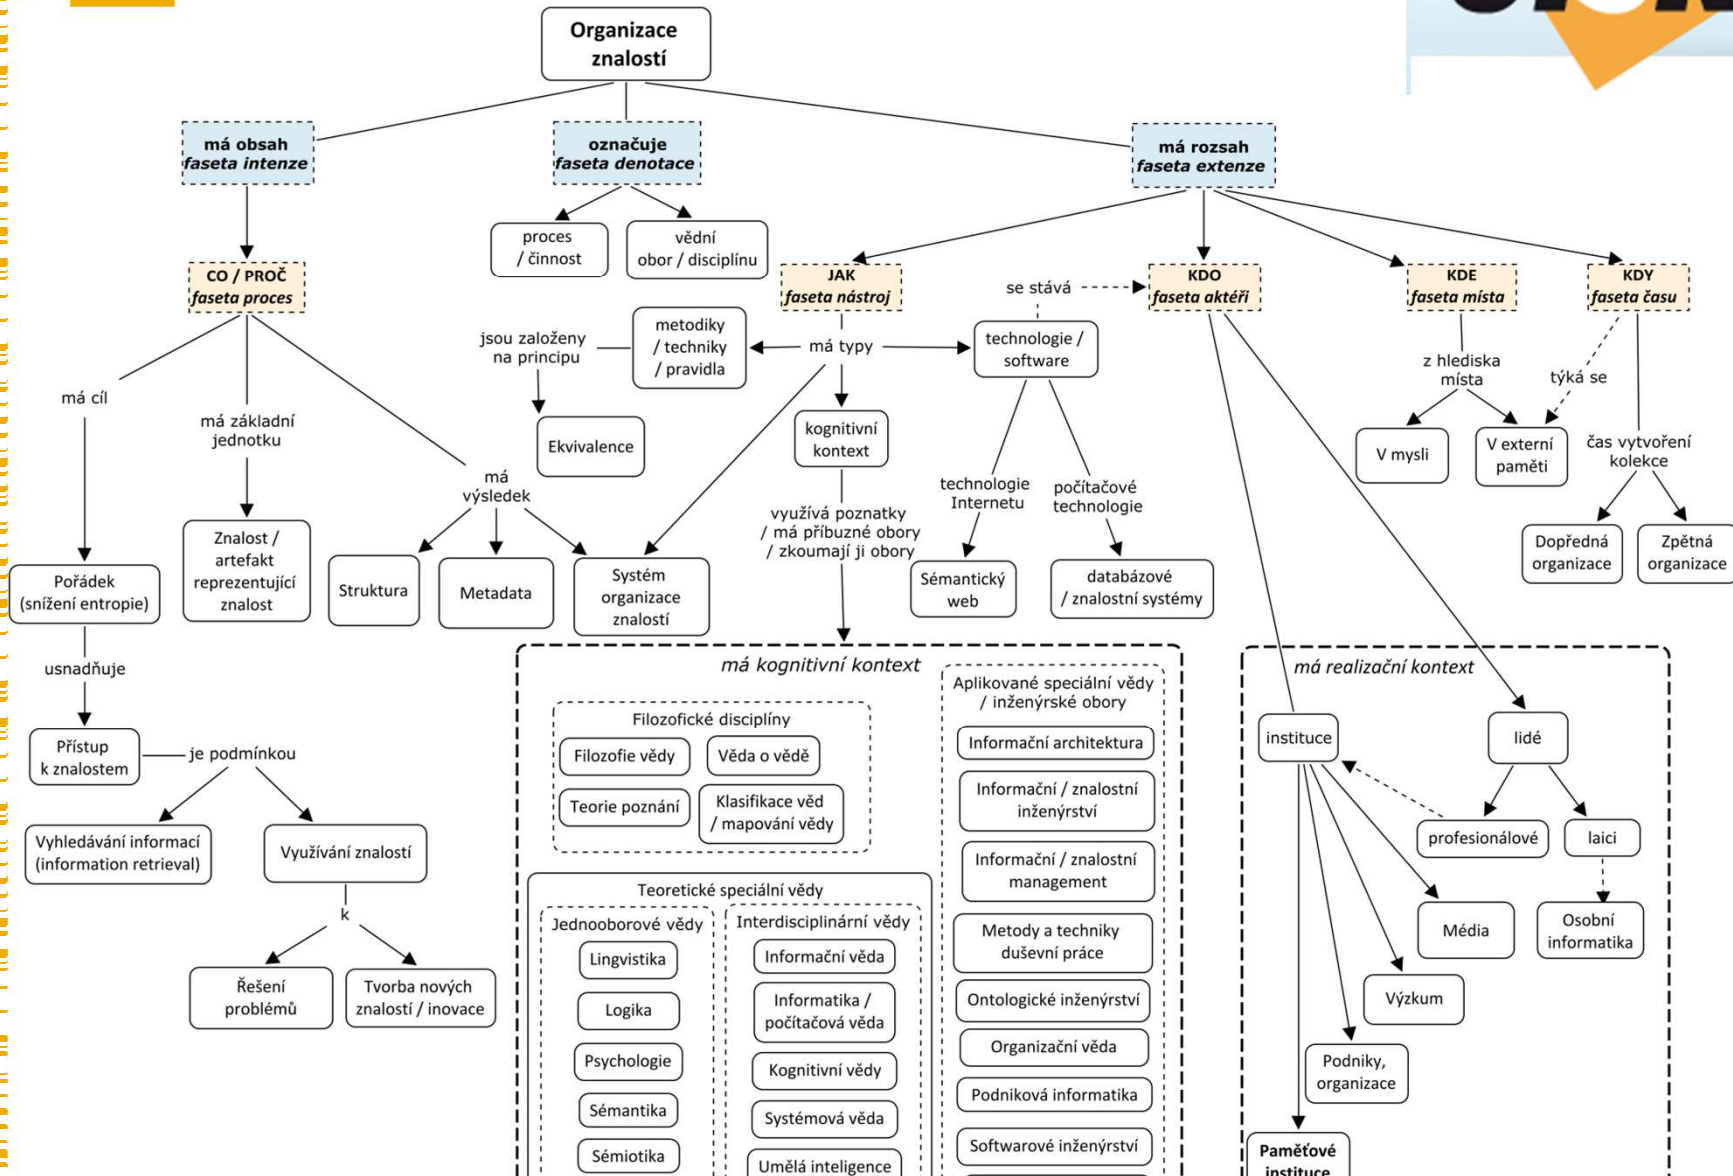 Organizace
znalostí
má obsah
faseta intenze
označuje
faseta denotace
má rozsah
faseta extenze
proces
/ činnost
vědní
obor / disciplínu
CO / PROČ
faseta proces
JAK
faseta nástroj
se stává
KDO
faseta aktéři
KDE
faseta místa
KDY
faseta času
jsou založeny
na principu
metodiky
/ techniky
/ pravidla
má typy
technologie /
software
z hlediska
místa
týká se
má cíl
má základní
jednotku
Ekvivalence
kognitivní
kontext
V mysli
V externí
paměti
čas vytvoření
kolekce
má
výsledek
technologie
Internetu
počítačové
technologie
využívá poznatky
/ má příbuzné obory
/ zkoumají ji obory
Pořádek
(snížení entropie)
Znalost /
artefakt
reprezentující
znalost
Struktura
Metadata
Systém
organizace
znalostí
Sémantický
web
databázové
/ znalostní systémy
Dopředná
organizace
Zpětná
organizace
usnadňuje
Přístup
k znalostem
je podmínkou
Vyhledávání informací
(information retrieval)
Využívání znalostí
k
Řešení
problémů
Tvorba nových
znalostí / inovace
má kognitivní kontext
Filozofické disciplíny
Filozofie vědy
Věda o vědě
Teorie poznání
Klasifikace věd
/ mapování vědy
Teoretické speciální vědy
Jednooborové vědy
Lingvistika
Logika
Psychologie
Sémantika
Sémiotika
Interdisciplinární vědy
Informační věda
Informatika /
počítačová věda
Kognitivní vědy
Systémová věda
Umělá inteligence
Aplikované speciální vědy
/ inženýrské obory
Informační architektura
Informační / znalostní
inženýrství
Informační / znalostní
management
Metody a techniky
duševní práce
Ontologické inženýrství
Organizační věda
Podniková informatika
Softwarové inženýrství
má realizační kontext
instituce
lidé
profesionálové
laici
Média
Osobní
informatika
Výzkum
Podniky,
organizace
Paměťové
instituce